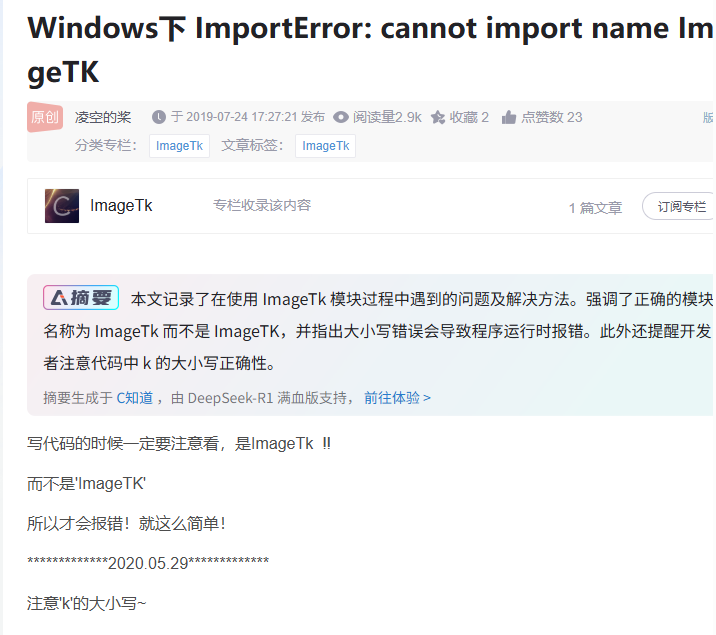 Windows下 ImportError: cannot import name Im
geTK
原创 凌空的桨 于 2019-07-24 17:27:21 发布 阅读量2.9k 收藏 2 点赞数 23 版
分类专栏： ImageTk 文章标签： ImageTk
ImageTk 专栏收录该内容 1 篇文章 订阅专栏
摘要 本文记录了在使用 ImageTk 模块过程中遇到的问题及解决方法。强调了正确的模块
名称为 ImageTk 而不是 ImageTK，并指出大小写错误会导致程序运行时报错。此外还提醒开发
者注意代码中 k 的大小写正确性。
摘要生成于 C知道 ，由 DeepSeek-R1 满血版支持， 前往体验 >
写代码的时候一定要注意看，是ImageTk !!
而不是'ImageTK'
所以才会报错！就这么简单！
*************2020.05.29*************
注意'k'的大小写~